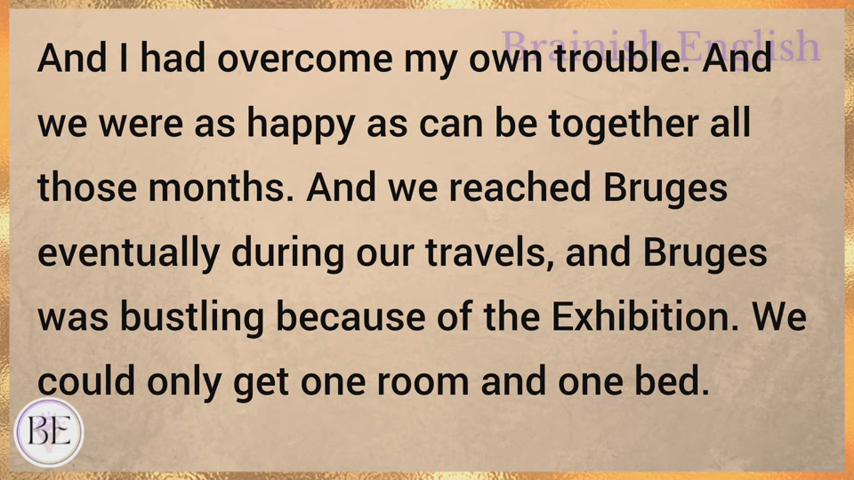 Brainish English
And I had overcome my own trouble. And
we were as happy as can be together all
those months. And we reached Bruges
eventually during our travels, and Bruges
was bustling because of the Exhibition. We
could only get one room and one bed.
BE